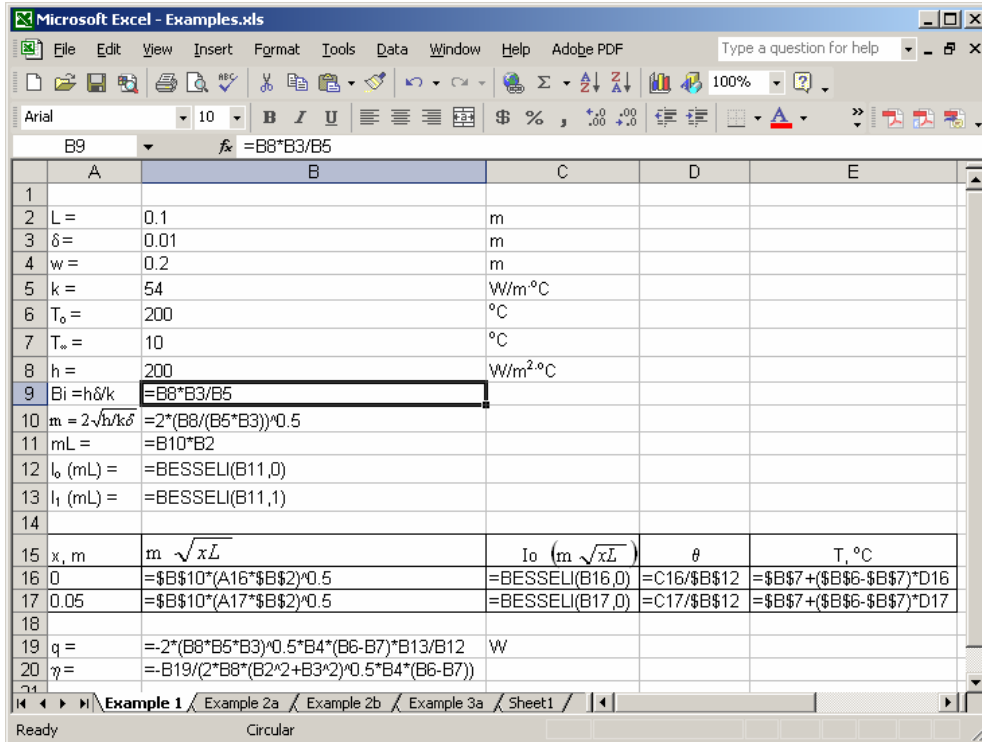 Microsoft Excel - Examples.xls
File Edit View Insert Format Tools Data Window Help Adobe PDF Type a question for help
100%
Arial 10 B I U $ % ,
B9 fx =B8*B3/B5
A B C D E
1
2 L = 0.1 m
3 δ = 0.01 m
4 w = 0.2 m
5 k = 54 W/m·°C
6 Tₒ = 200 °C
7 T∞ = 10 °C
8 h = 200 W/m²·°C
9 Bi =hδ/k =B8*B3/B5
10 m = 2√h/kδ =2*(B8/(B5*B3))^0.5
11 mL = =B10*B2
12 Iₒ (mL) = =BESSELI(B11,0)
13 I₁ (mL) = =BESSELI(B11,1)
14
15 x, m m √xL Io (m √xL) θ T, °C
16 0 =$B$10*(A16*$B$2)^0.5 =BESSELI(B16,0) =C16/$B$12 =$B$7+($B$6-$B$7)*D16
17 0.05 =$B$10*(A17*$B$2)^0.5 =BESSELI(B17,0) =C17/$B$12 =$B$7+($B$6-$B$7)*D17
18
19 q = =-2*(B8*B5*B3)^0.5*B4*(B6-B7)*B13/B12 W
20 η = =-B19/(2*B8*(B2^2+B3^2)^0.5*B4*(B6-B7))
21
Example 1 Example 2a Example 2b Example 3a Sheet1
Ready Circular